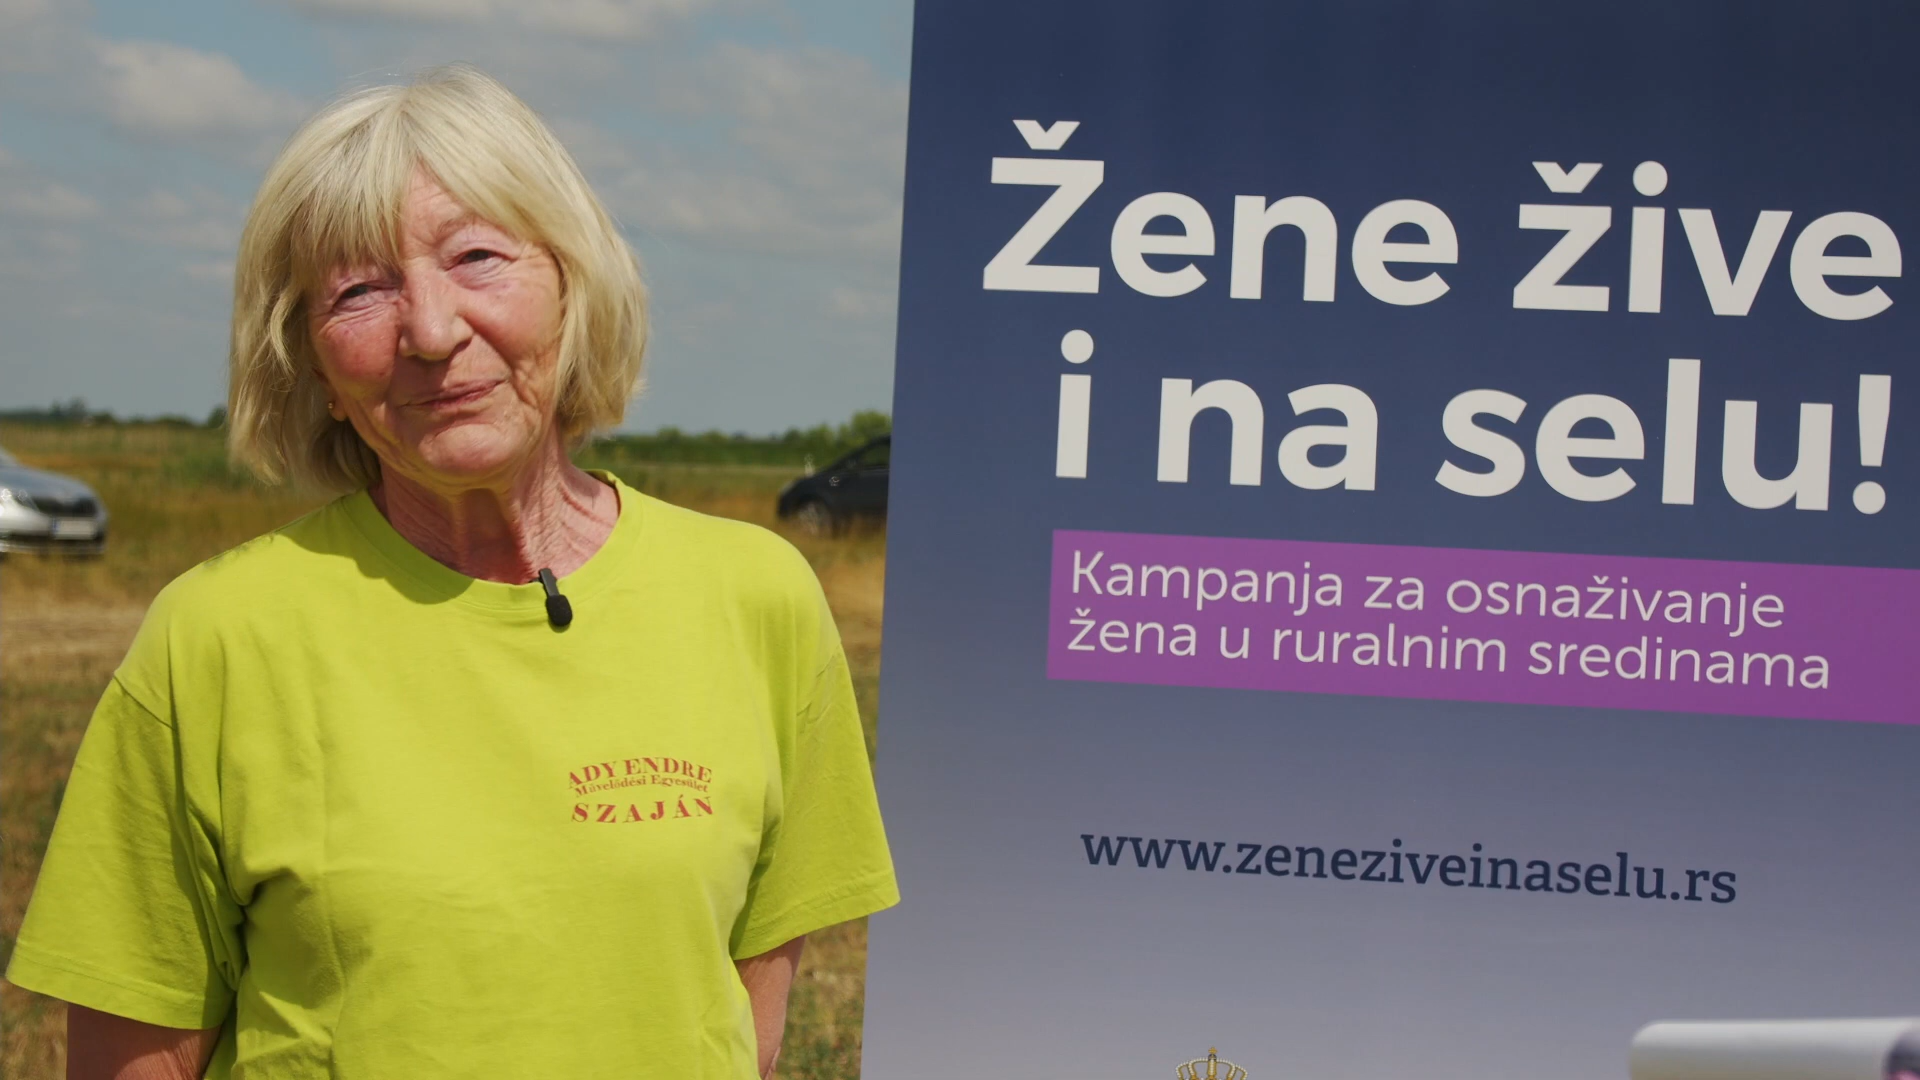 Žene žive
i na selu!
Kampanja za osnaživanje
žena u ruralnim sredinama
www.zeneziveinaselu.rs
ADY ENDRE
Művelődési Egyesület
SZAJÁN